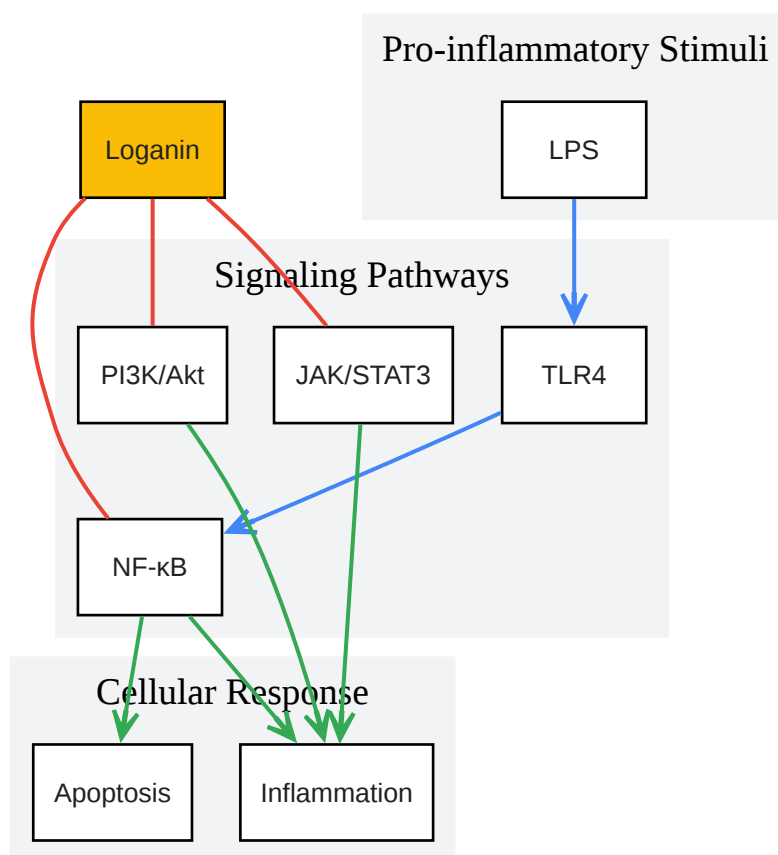 Pro-inflammatory Stimuli
Loganin
LPS
Signaling Pathways
PI3K/Akt
JAK/STAT3
TLR4
NF-κB
Cellular Response
Apoptosis
Inflammation